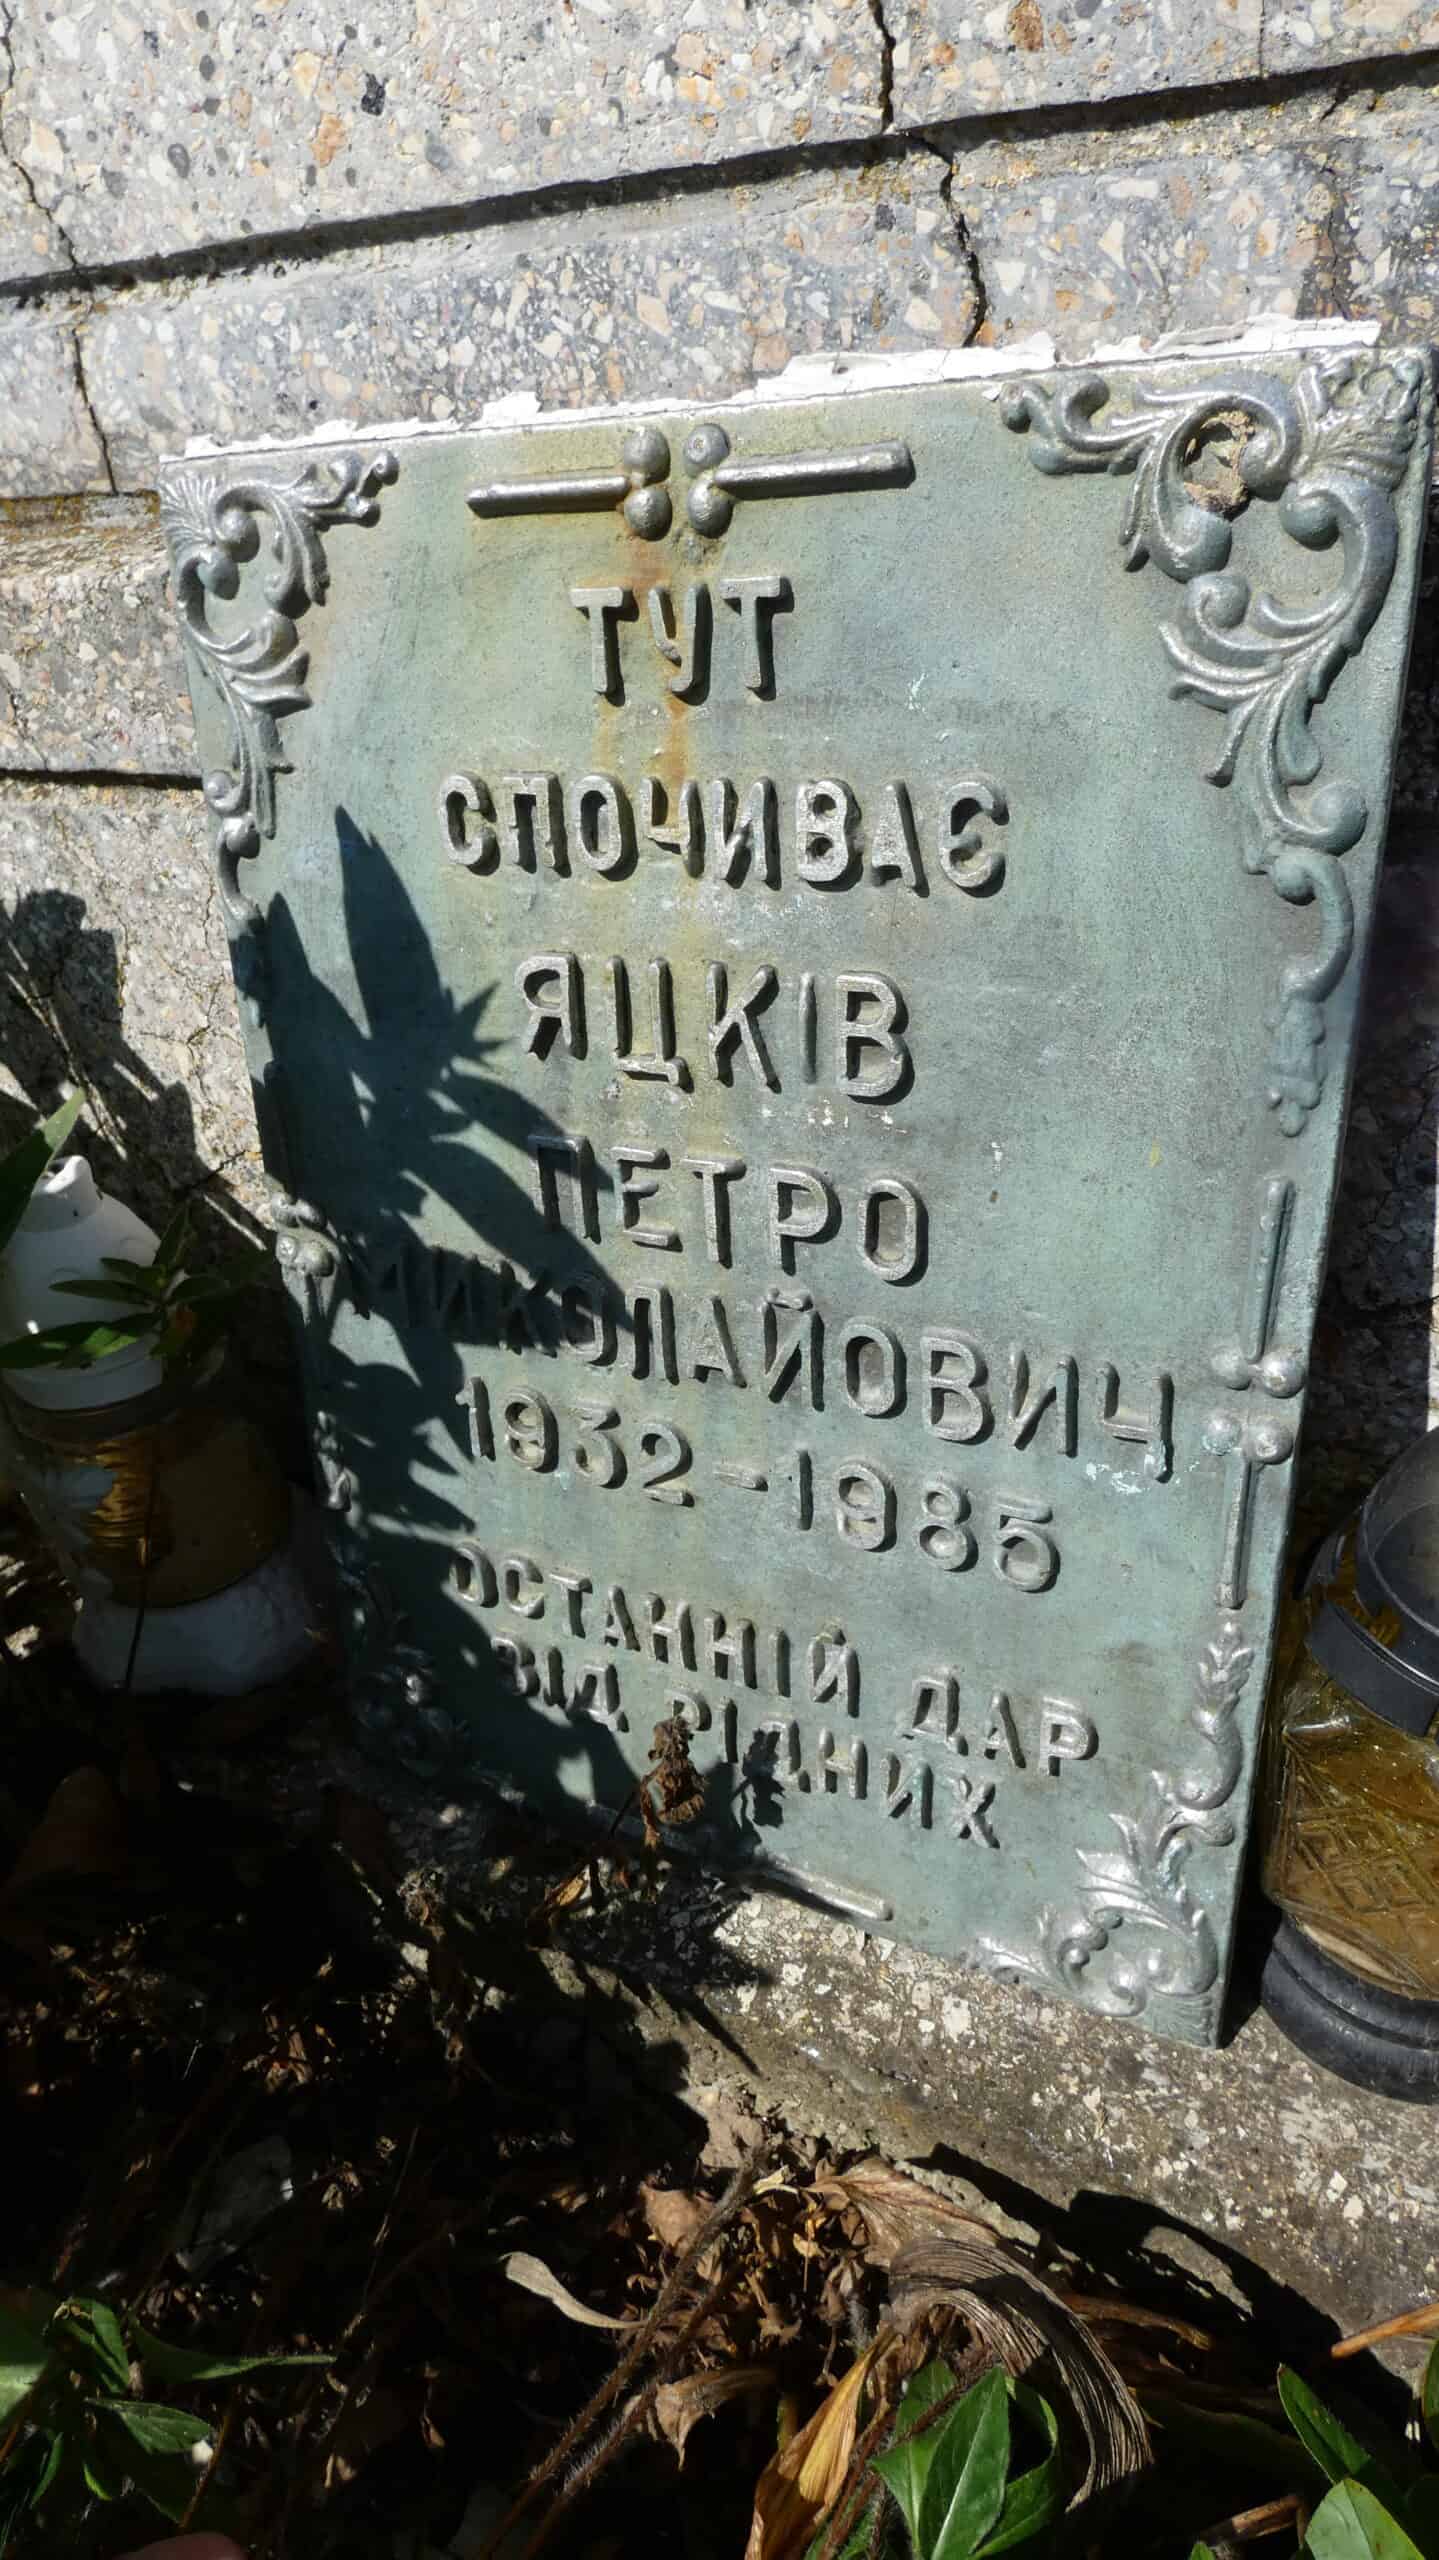 ТУТ
СПОЧИВАЄ
ЯЦКІВ
ПЕТРО
МИКОЛАЙОВИЧ
1932-1985
ОСТАННІЙ ДАР
ВІД РІДНИХ